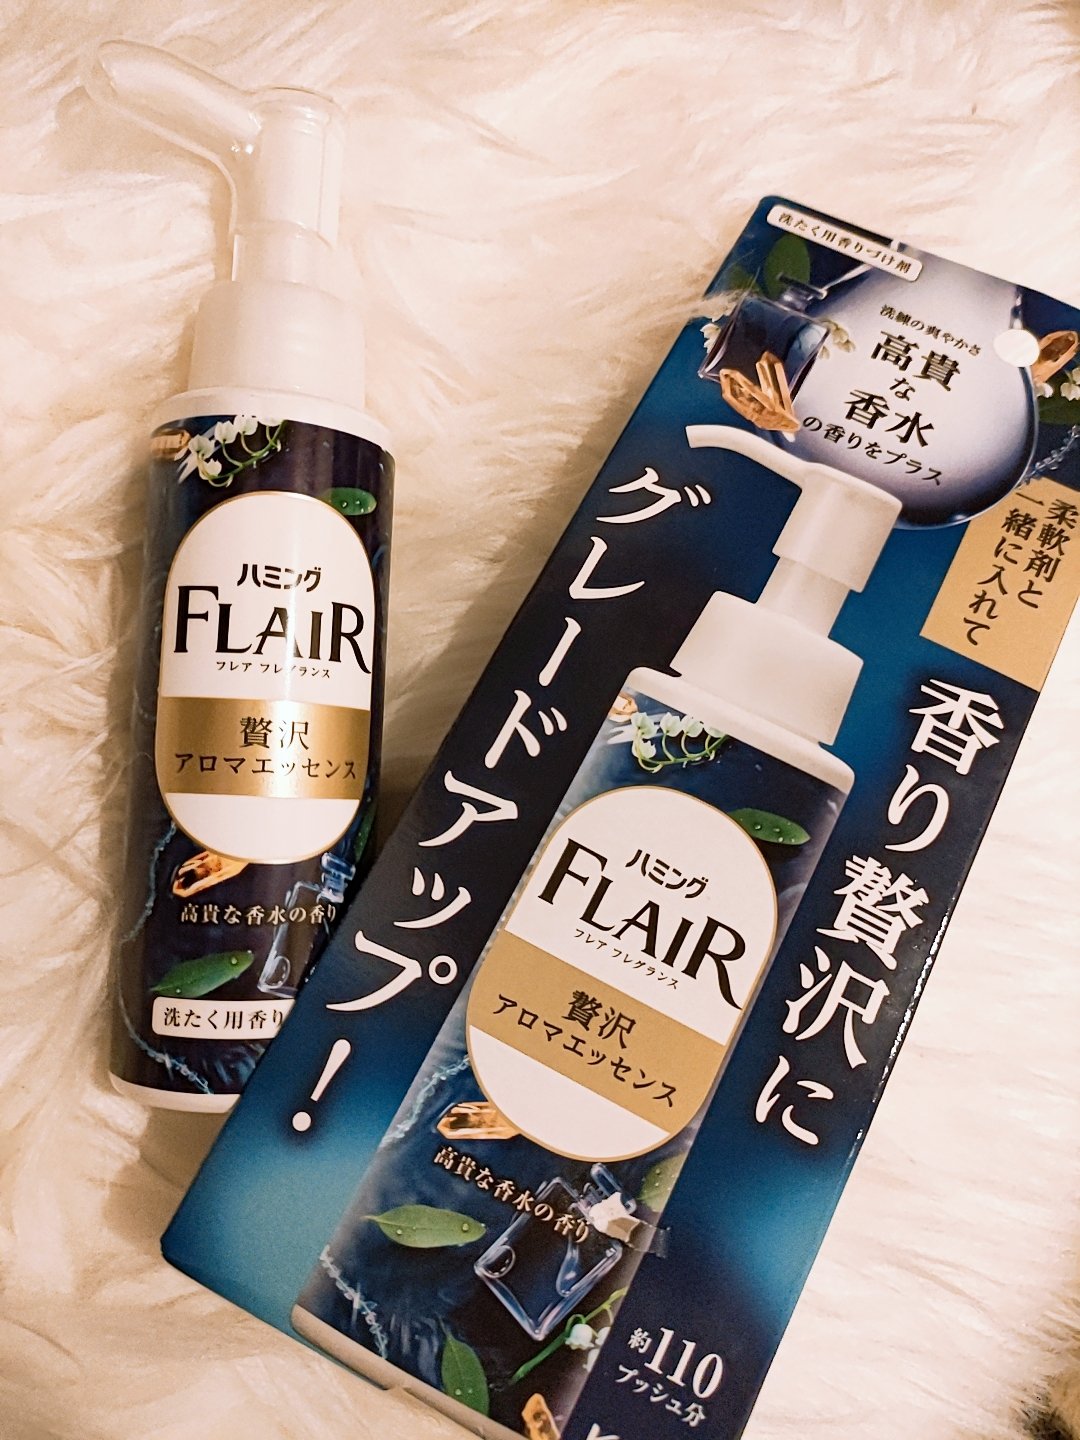 ハミング
FLAIR
フレア フレグランス
贅沢
アロマエッセンス
高貴な香水の香り
洗たく用香り
洗たく用香りづけ剤
洗練の爽やかさ
高貴
な
香水
の香りをプラス
柔軟剤と
一緒に入れて
香り贅沢に
グレードアップ！
ハミング
FLAIR
フレア フレグランス
贅沢
アロマエッセンス
高貴な香水の香り
約110
プッシュ分